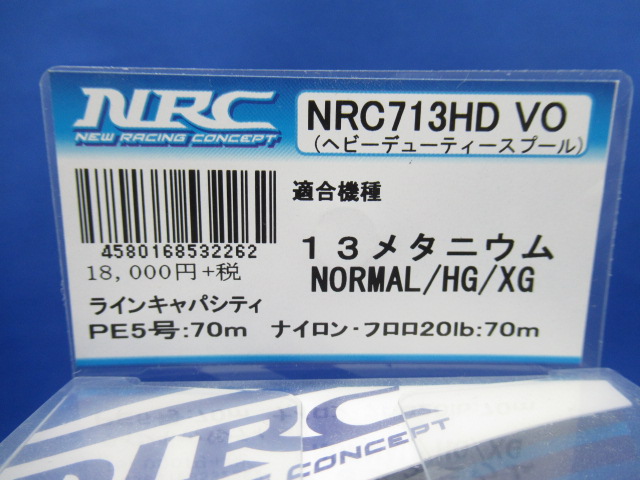 NRC
NEW RACING CONCEPT
NRC713HD VO
(ヘビーデューティースプール)
適合機種
4580168532262
18,000円+税
13メタニウム
NORMAL/HG/XG
ラインキャパシティ
PE5号:70m ナイロン・フロロ20lb:70m
NRC
CONCEPT